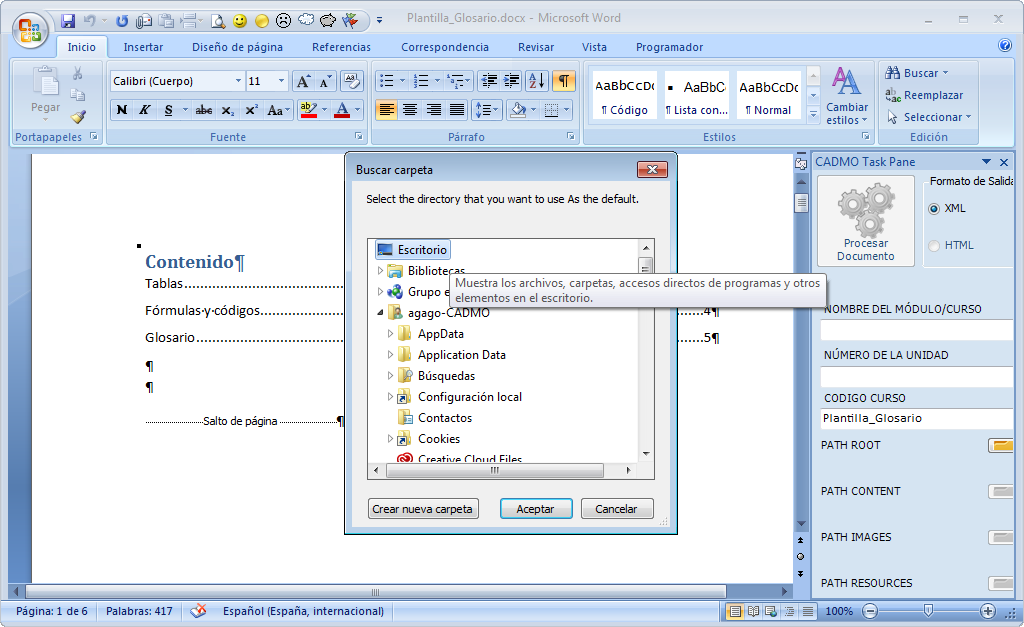 Plantilla_Glosario.docx - Microsoft Word
Inicio Insertar Diseño de página Referencias Correspondencia Revisar Vista Programador
Pegar
Portapapeles
Calibri (Cuerpo) 11
N K S abc x₂ x² Aa
Fuente
Párrafo
AaBbCcDc AaBbC AaBbCcDc
¶ Código ¶ Lista con... ¶ Normal
Cambiar
estilos
Estilos
Buscar
Reemplazar
Seleccionar
Edición
Contenido¶
Tablas
Fórmulas·y·códigos 4¶
Glosario 5¶
¶
¶
Salto de página ¶
Buscar carpeta
Select the directory that you want to use As the default.
Escritorio
Bibliotecas
Grupo e
Muestra los archivos, carpetas, accesos directos de programas y otros
elementos en el escritorio.
agago-CADMO
AppData
Application Data
Búsquedas
Configuración local
Contactos
Cookies
Creative Cloud Files
Crear nueva carpeta Aceptar Cancelar
CADMO Task Pane
Procesar
Documento
Formato de Salida
XML
HTML
NOMBRE DEL MÓDULO/CURSO
NÚMERO DE LA UNIDAD
CODIGO CURSO
Plantilla_Glosario
PATH ROOT
PATH CONTENT
PATH IMAGES
PATH RESOURCES
Página: 1 de 6 Palabras: 417 Español (España, internacional) 100%